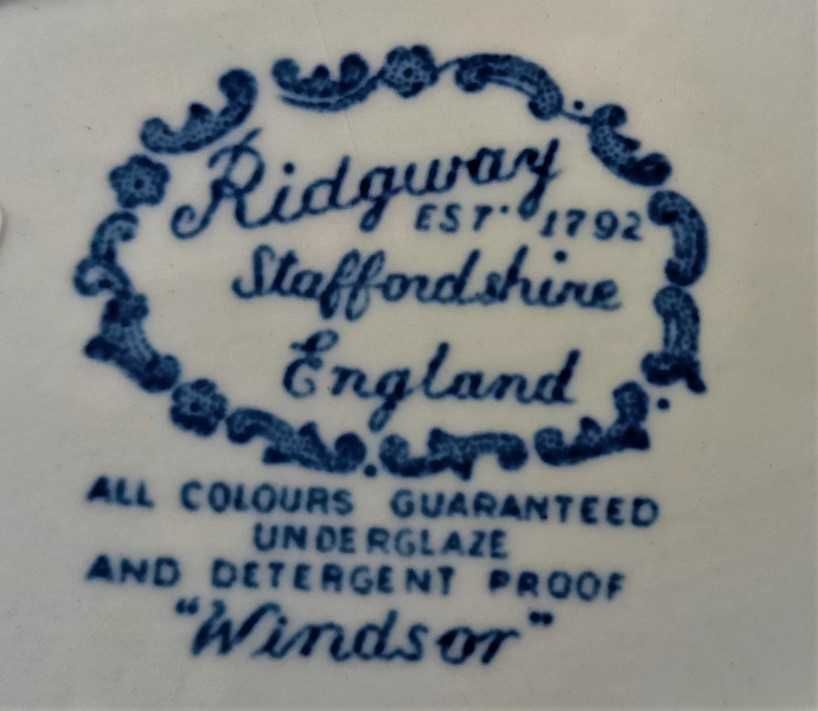 Ridgway
EST. 1792
Staffordshire
England
ALL COLOURS GUARANTEED
UNDERGLAZE
AND DETERGENT PROOF
"Windsor"